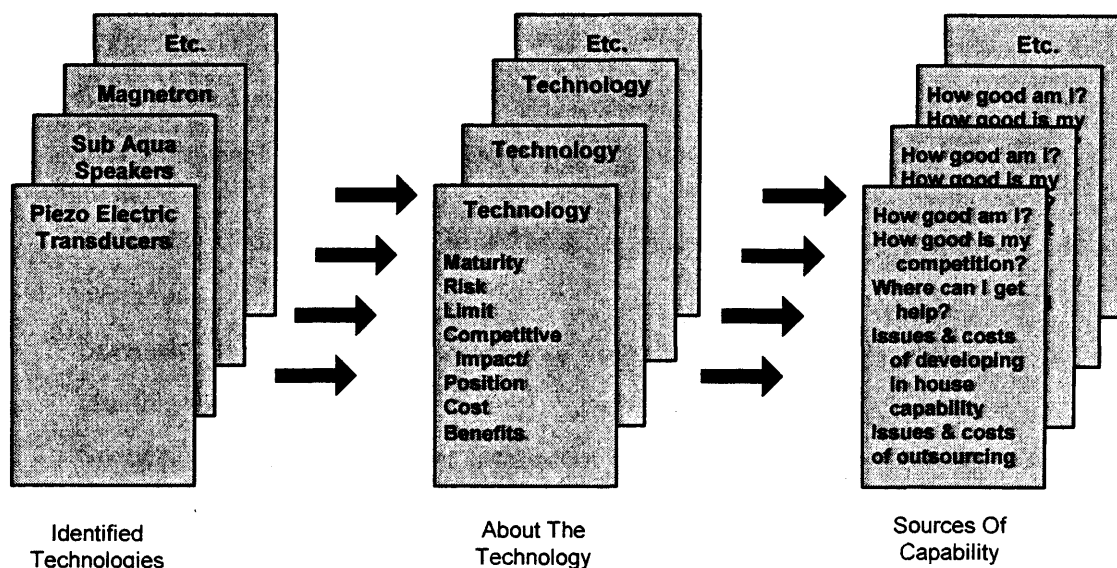 Etc.
Magnetron
Sub Aqua
Speakers
Piezo Electric
Transducers
Identified
Technologies
Etc.
Technology
Technology
Technology
Maturity
Risk
Limit
Competitive
Impact/
Position
Cost
Benefits
About The
Technology
Etc.
How good am I?
How good is my
How good am I?
How good is my
?
How good am I?
How good is my
competition?
Where can I get
help?
Issues & costs
of developing
in house
capability
Issues & costs
of outsourcing
Sources Of
Capability